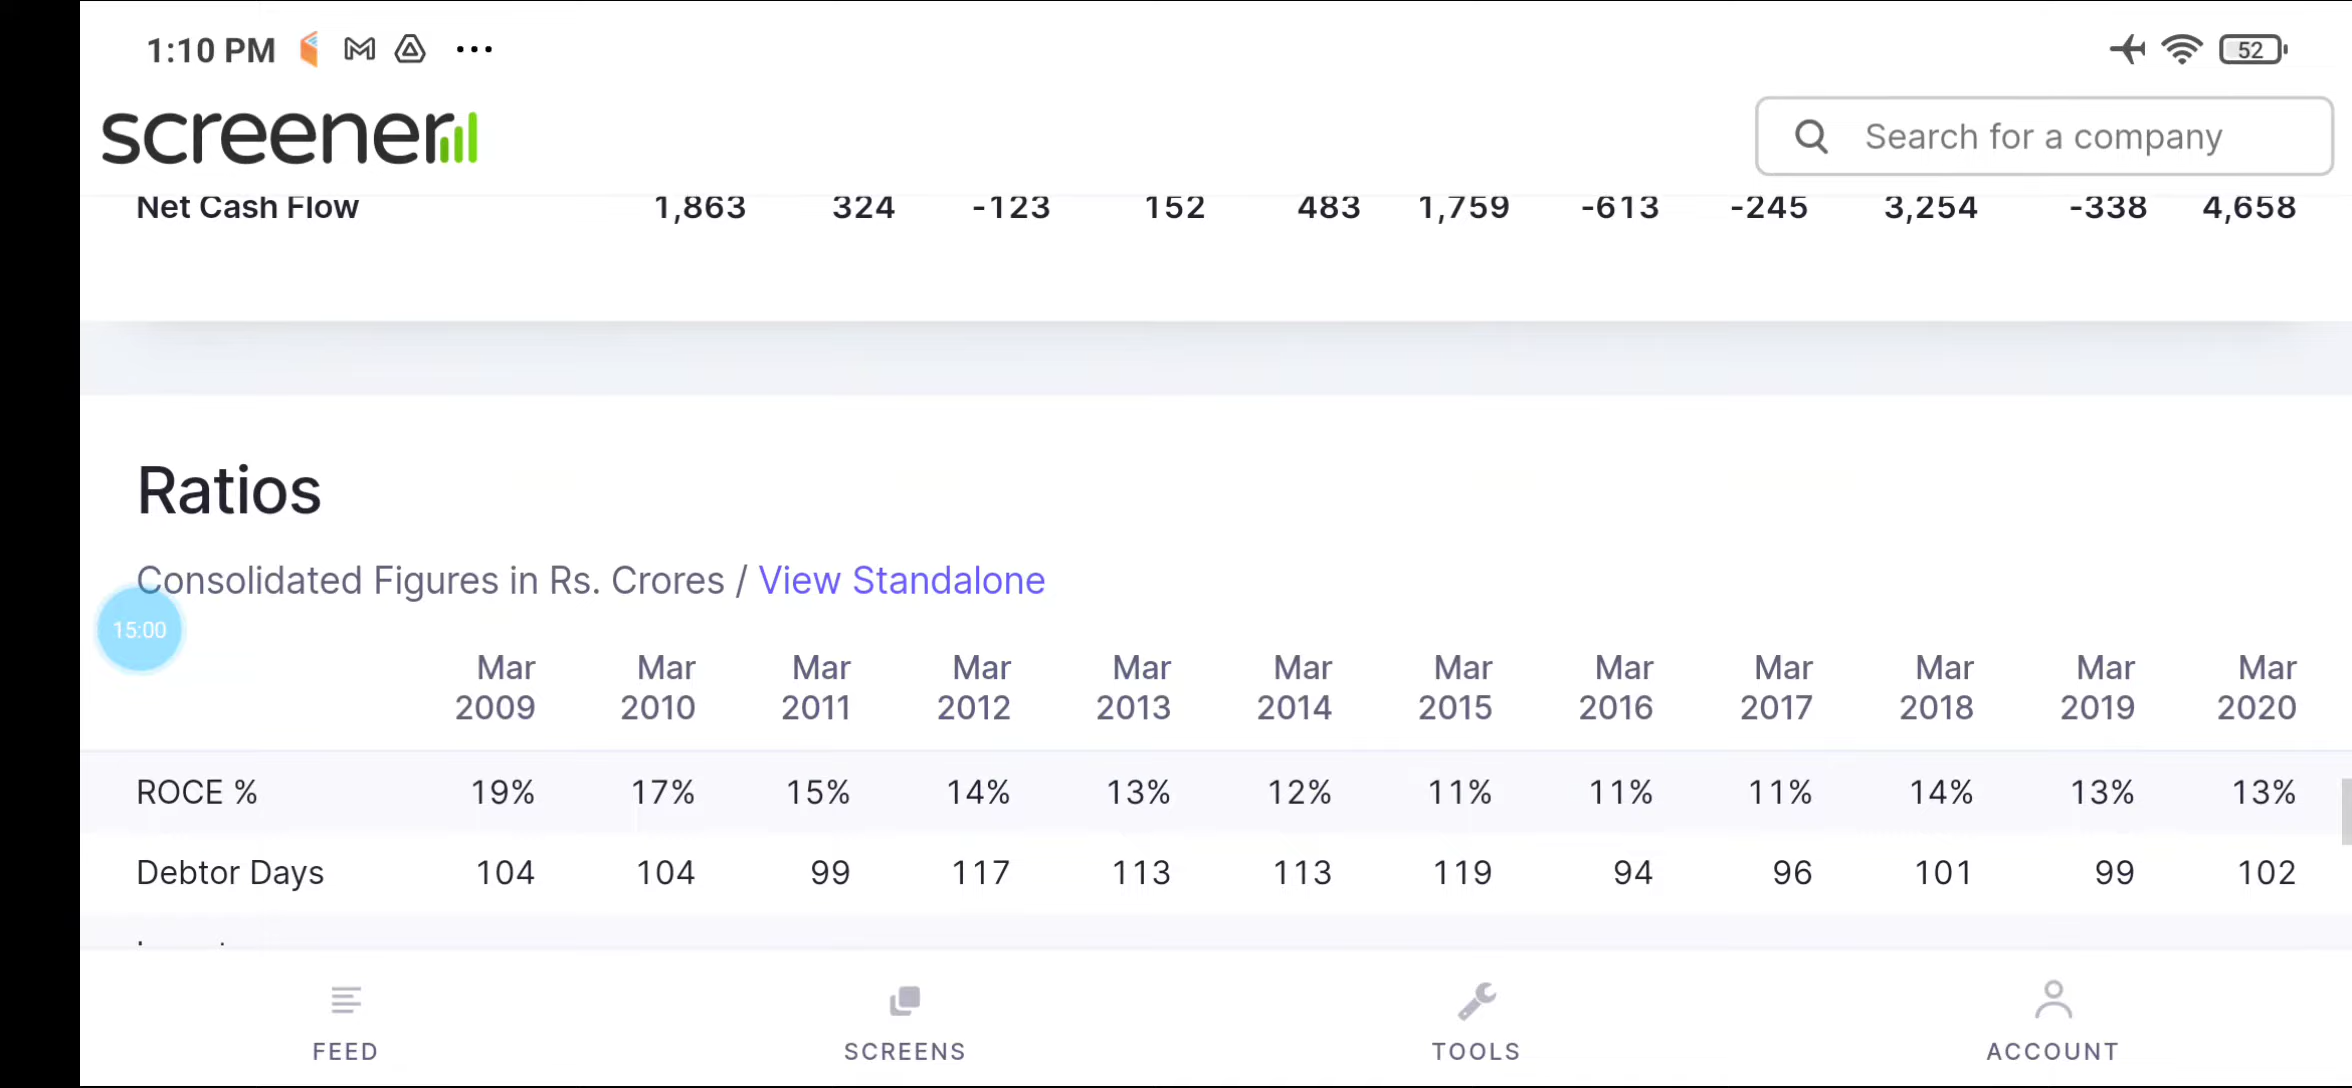 1:10 PM 52
screener Search for a company
Net Cash Flow 1,863 324 -123 152 483 1,759 -613 -245 3,254 -338 4,658
Ratios
Consolidated Figures in Rs. Crores / View Standalone
15:00
Mar Mar Mar Mar Mar Mar Mar Mar Mar Mar Mar Mar
2009 2010 2011 2012 2013 2014 2015 2016 2017 2018 2019 2020
ROCE % 19% 17% 15% 14% 13% 12% 11% 11% 11% 14% 13% 13%
Debtor Days 104 104 99 117 113 113 119 94 96 101 99 102
FEED SCREENS TOOLS ACCOUNT